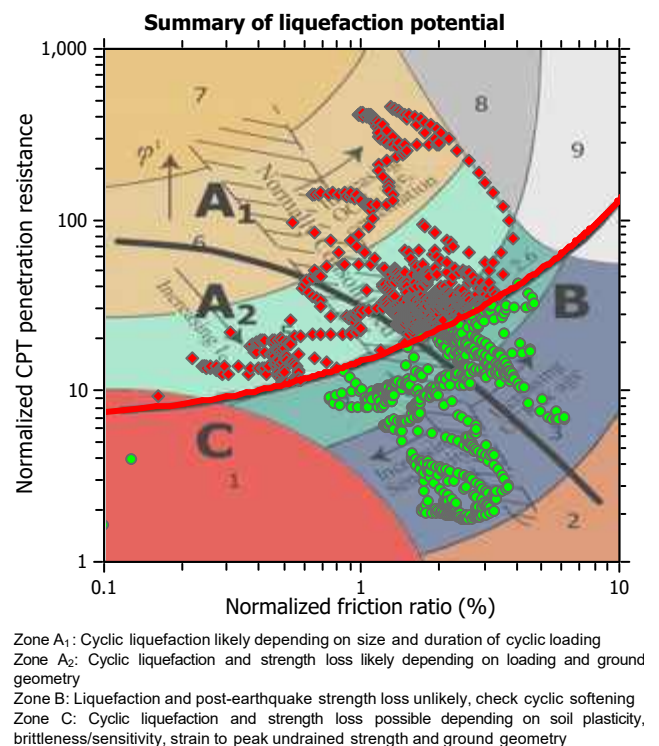 Summary of liquefaction potential
1,000
7
8
9
φ'
A₁
100
6
A₂
B
10
C
1
3
2
1
0.1
1
10
Normalized CPT penetration resistance
Normalized friction ratio (%)
Zone A₁: Cyclic liquefaction likely depending on size and duration of cyclic loading
Zone A₂: Cyclic liquefaction and strength loss likely depending on loading and ground
geometry
Zone B: Liquefaction and post-earthquake strength loss unlikely, check cyclic softening
Zone C: Cyclic liquefaction and strength loss possible depending on soil plasticity,
brittleness/sensitivity, strain to peak undrained strength and ground geometry